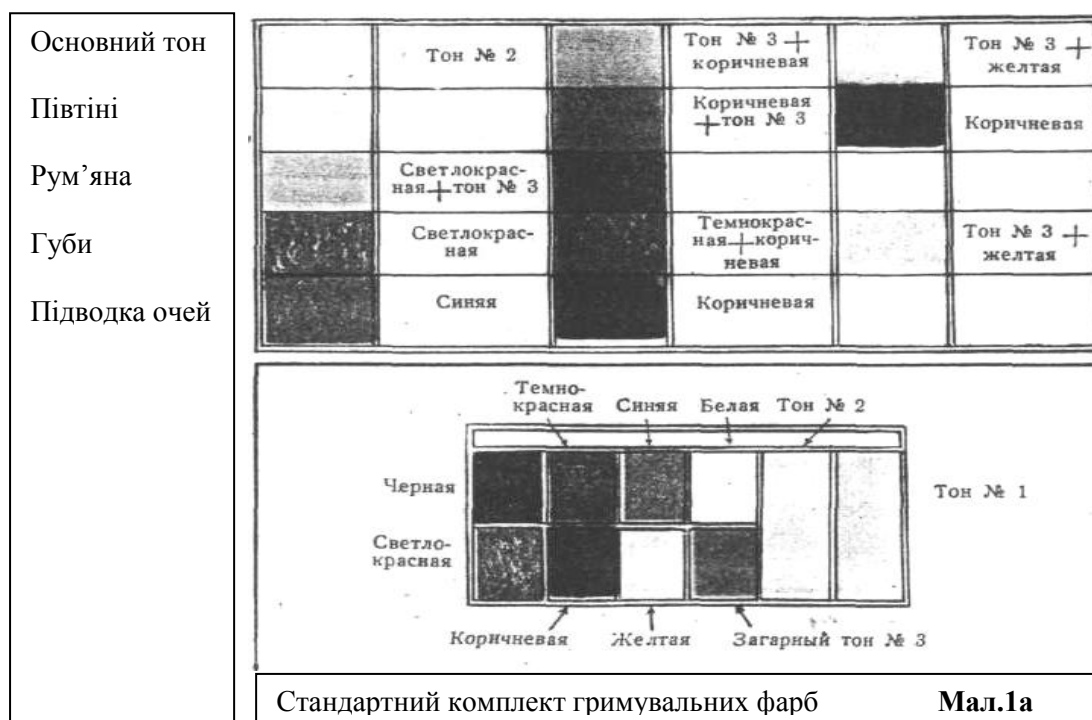 Основний тон
Півтіні
Рум’яна
Губи
Підводка очей
Тон № 2
Тон № 3 +
коричневая
Тон № 3 +
желтая
Коричневая
+тон № 3
Коричневая
Светлокрас-
ная+тон № 3
Светлокрас-
ная
Темнокрас-
ная+корич-
невая
Тон № 3 +
желтая
Синяя
Коричневая
Темно-
красная
Синяя
Белая
Тон № 2
Черная
Тон № 1
Светло-
красная
Коричневая
Желтая
Загарный тон № 3
Стандартний комплект гримувальних фарб Мал.1а